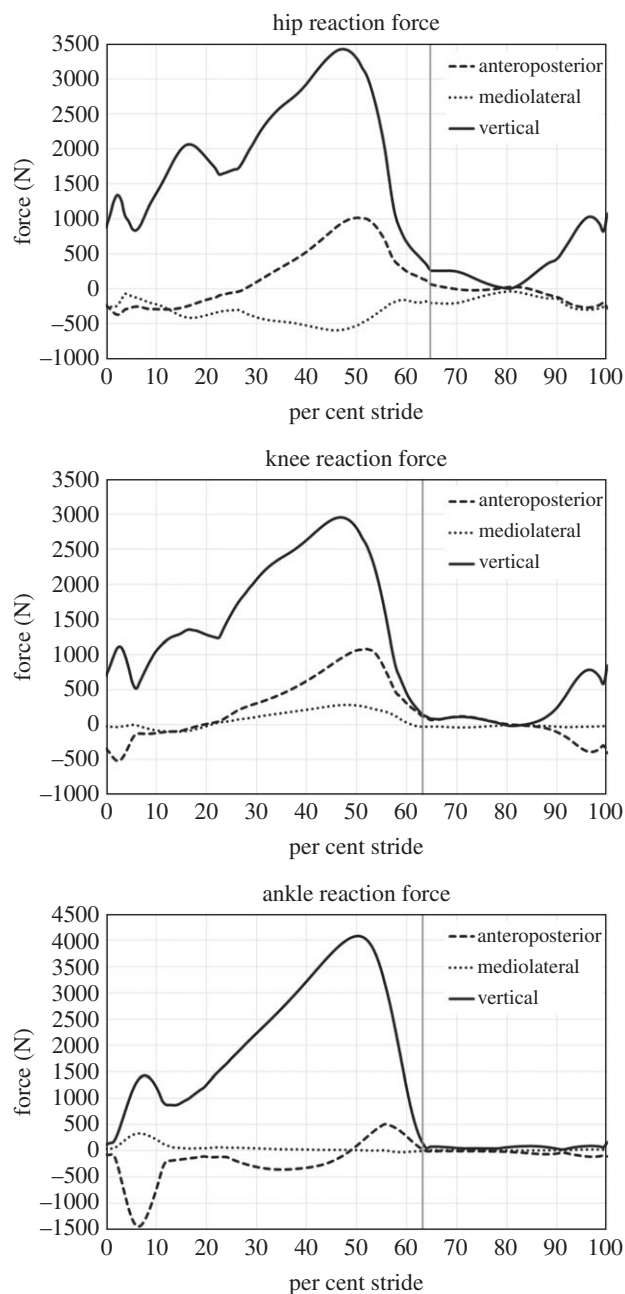 hip reaction force
3500
3000
2500
2000
1500
1000
500
0
–500
–1000
force (N)
anteroposterior
mediolateral
vertical
0 10 20 30 40 50 60 70 80 90 100
per cent stride
knee reaction force
3500
3000
2500
2000
1500
1000
500
0
–500
–1000
force (N)
anteroposterior
mediolateral
vertical
0 10 20 30 40 50 60 70 80 90 100
per cent stride
ankle reaction force
4500
4000
3500
3000
2500
2000
1500
1000
500
0
–500
–1000
–1500
force (N)
anteroposterior
mediolateral
vertical
0 10 20 30 40 50 60 70 80 90 100
per cent stride